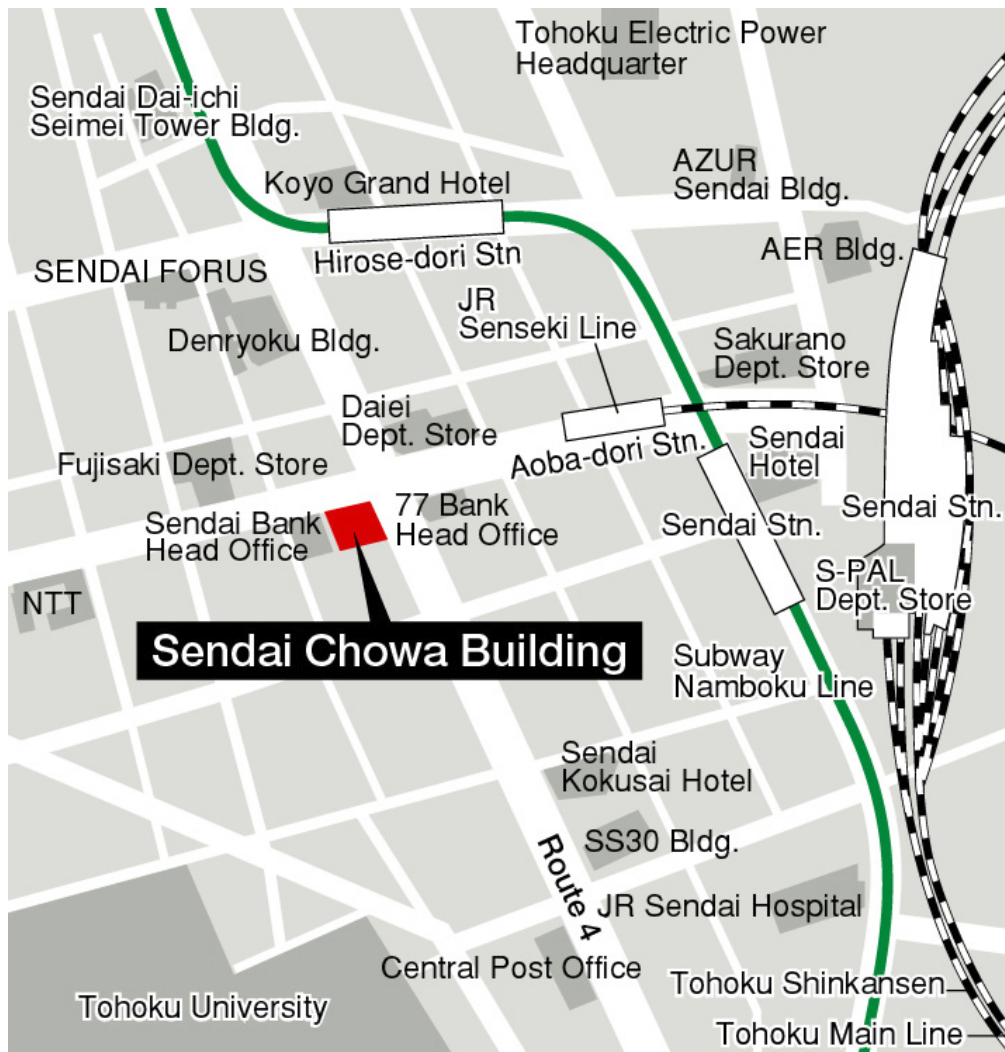 Tohoku Electric Power
Headquarter
Sendai Dai-ichi
Seimei Tower Bldg.
AZUR
Sendai Bldg.
Koyo Grand Hotel
Hirose-dori Stn
AER Bldg.
SENDAI FORUS
JR
Senseki Line
Denryoku Bldg.
Sakurano
Dept. Store
Daiei
Dept. Store
Aoba-dori Stn.
Sendai
Hotel
Fujisaki Dept. Store
77 Bank
Head Office
Sendai Bank
Head Office
Sendai Stn.
Sendai Stn.
S-PAL
Dept. Store
NTT
Sendai Chowa Building
Subway
Namboku Line
Sendai
Kokusai Hotel
SS30 Bldg.
Route 4
JR Sendai Hospital
Central Post Office
Tohoku University
Tohoku Shinkansen
Tohoku Main Line